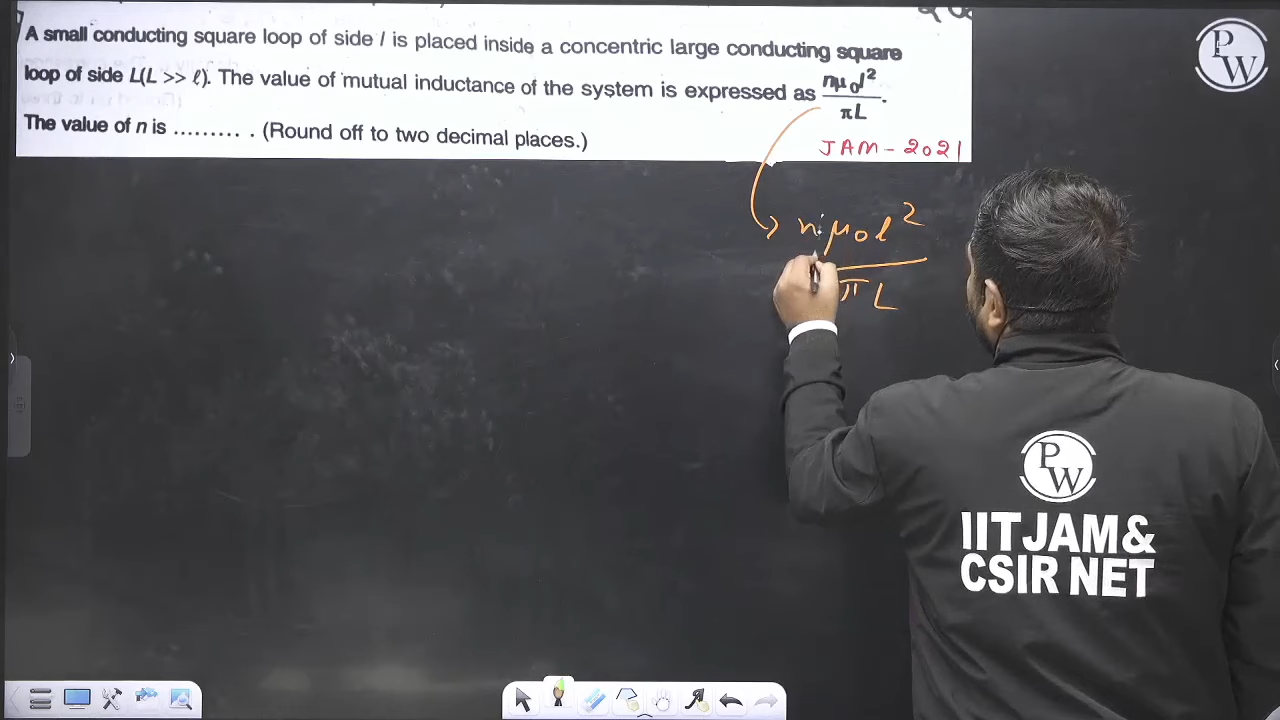 A small conducting square loop of side l is placed inside a concentric large conducting square
loop of side L(L >> ℓ). The value of mutual inductance of the system is expressed as nμ₀l²/πL.
The value of n is ......... . (Round off to two decimal places.)
JAM - 2021
nμ₀l²
πL
PW
PW
IIT JAM &
CSIR NET